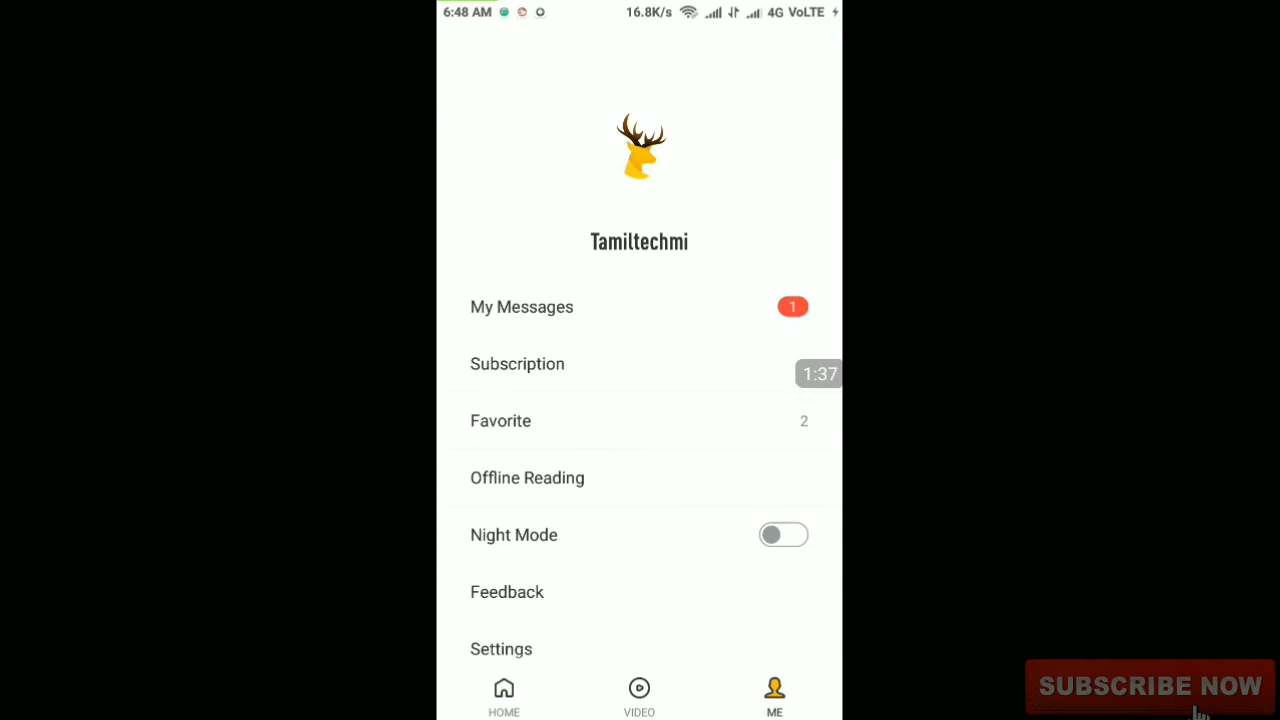 6:48 AM 16.8K/s 4G VoLTE
Tamiltechmi
My Messages 1
Subscription
1:37
Favorite 2
Offline Reading
Night Mode
Feedback
Settings
HOME VIDEO ME
SUBSCRIBE NOW